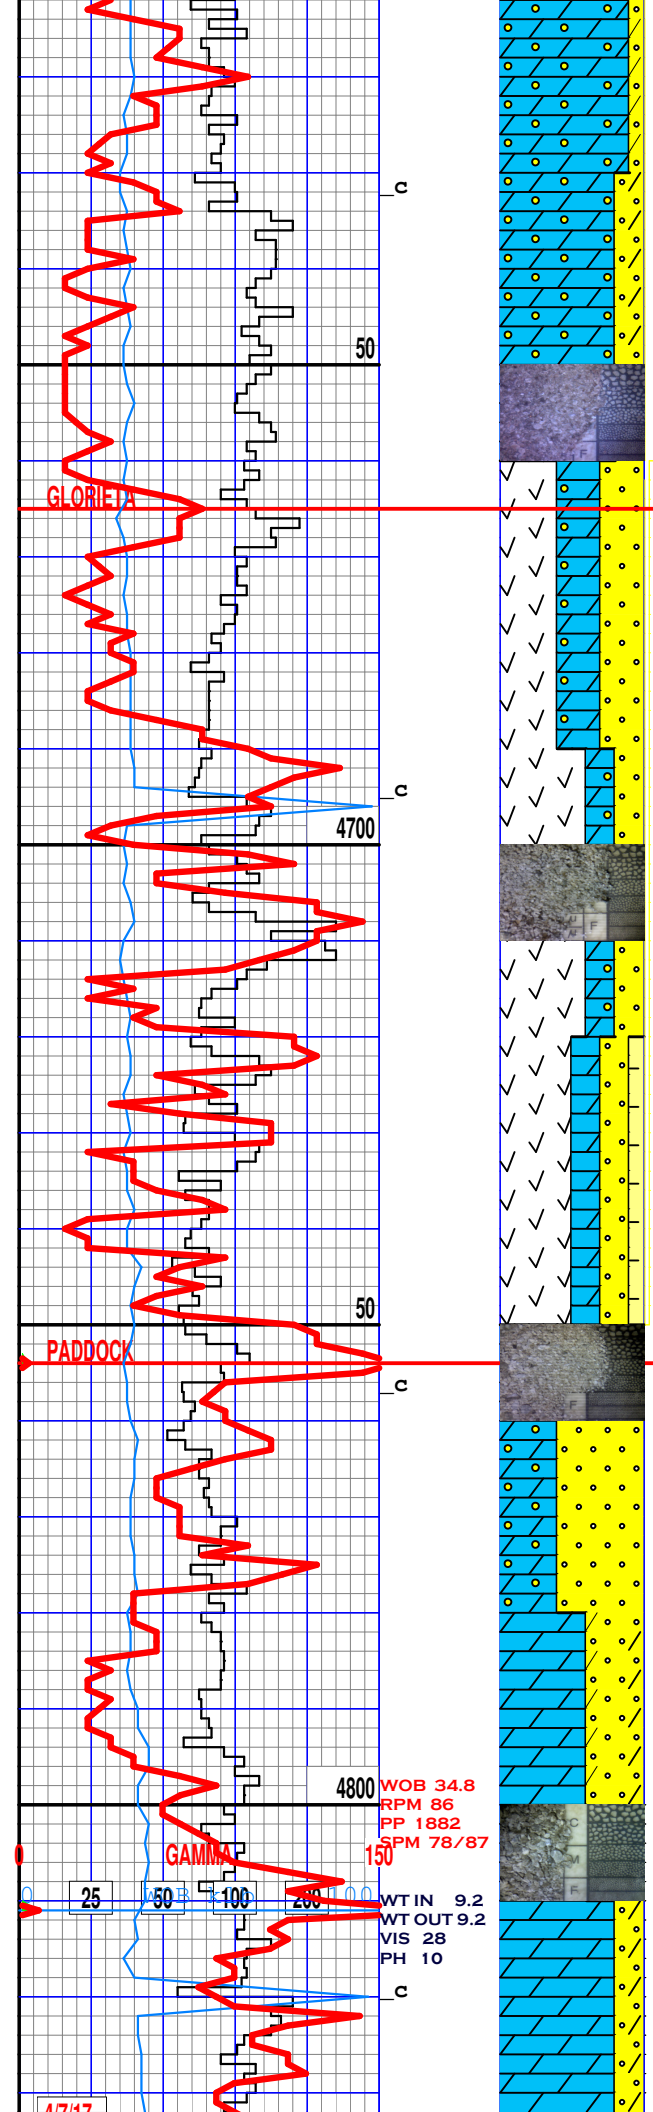 C
50
GLORIETA
C
4700
50
PADDOCK
C
4800
WOB 34.8
RPM 86
PP 1882
SPM 78/87
0 GAMMA 150
0 WOB 100
25 50 100 200
WT IN 9.2
WT OUT 9.2
VIS 28
PH 10
C
4/7/17